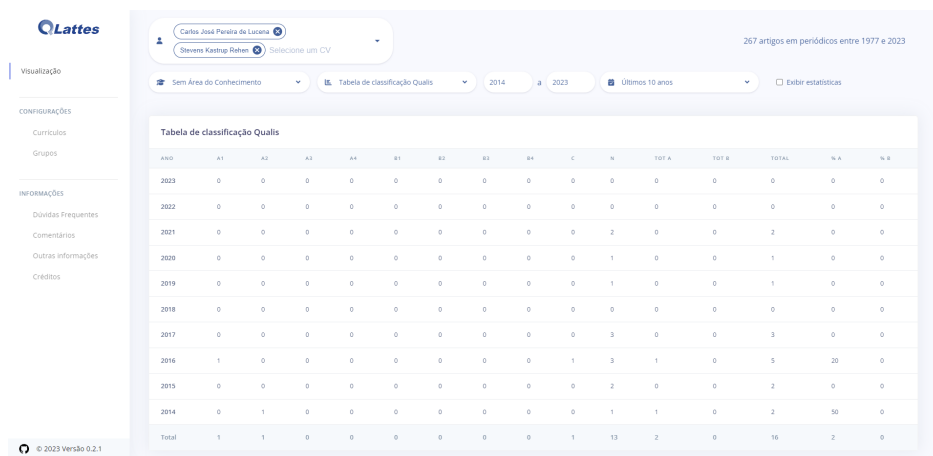 QLattes
Visualização
CONFIGURAÇÕES
Currículos
Grupos
INFORMAÇÕES
Dúvidas Frequentes
Comentários
Outras informações
Créditos
© 2023 Versão 0.2.1
Carlos José Pereira de Lucena
Stevens Kastrup Rehen Selecione um CV
267 artigos em periódicos entre 1977 e 2023
Sem Área do Conhecimento Tabela de classificação Qualis 2014 a 2023 Últimos 10 anos Exibir estatísticas
Tabela de classificação Qualis
ANO A1 A2 A3 A4 B1 B2 B3 B4 C N TOT A TOT B TOTAL % A % B
2023 0 0 0 0 0 0 0 0 0 0 0 0 0 0 0
2022 0 0 0 0 0 0 0 0 0 0 0 0 0 0 0
2021 0 0 0 0 0 0 0 0 0 2 0 0 2 0 0
2020 0 0 0 0 0 0 0 0 0 1 0 0 1 0 0
2019 0 0 0 0 0 0 0 0 0 1 0 0 1 0 0
2018 0 0 0 0 0 0 0 0 0 0 0 0 0 0 0
2017 0 0 0 0 0 0 0 0 0 3 0 0 3 0 0
2016 1 0 0 0 0 0 0 0 1 3 1 0 5 20 0
2015 0 0 0 0 0 0 0 0 0 2 0 0 2 0 0
2014 0 1 0 0 0 0 0 0 0 1 1 0 2 50 0
Total 1 1 0 0 0 0 0 0 1 13 2 0 16 2 0